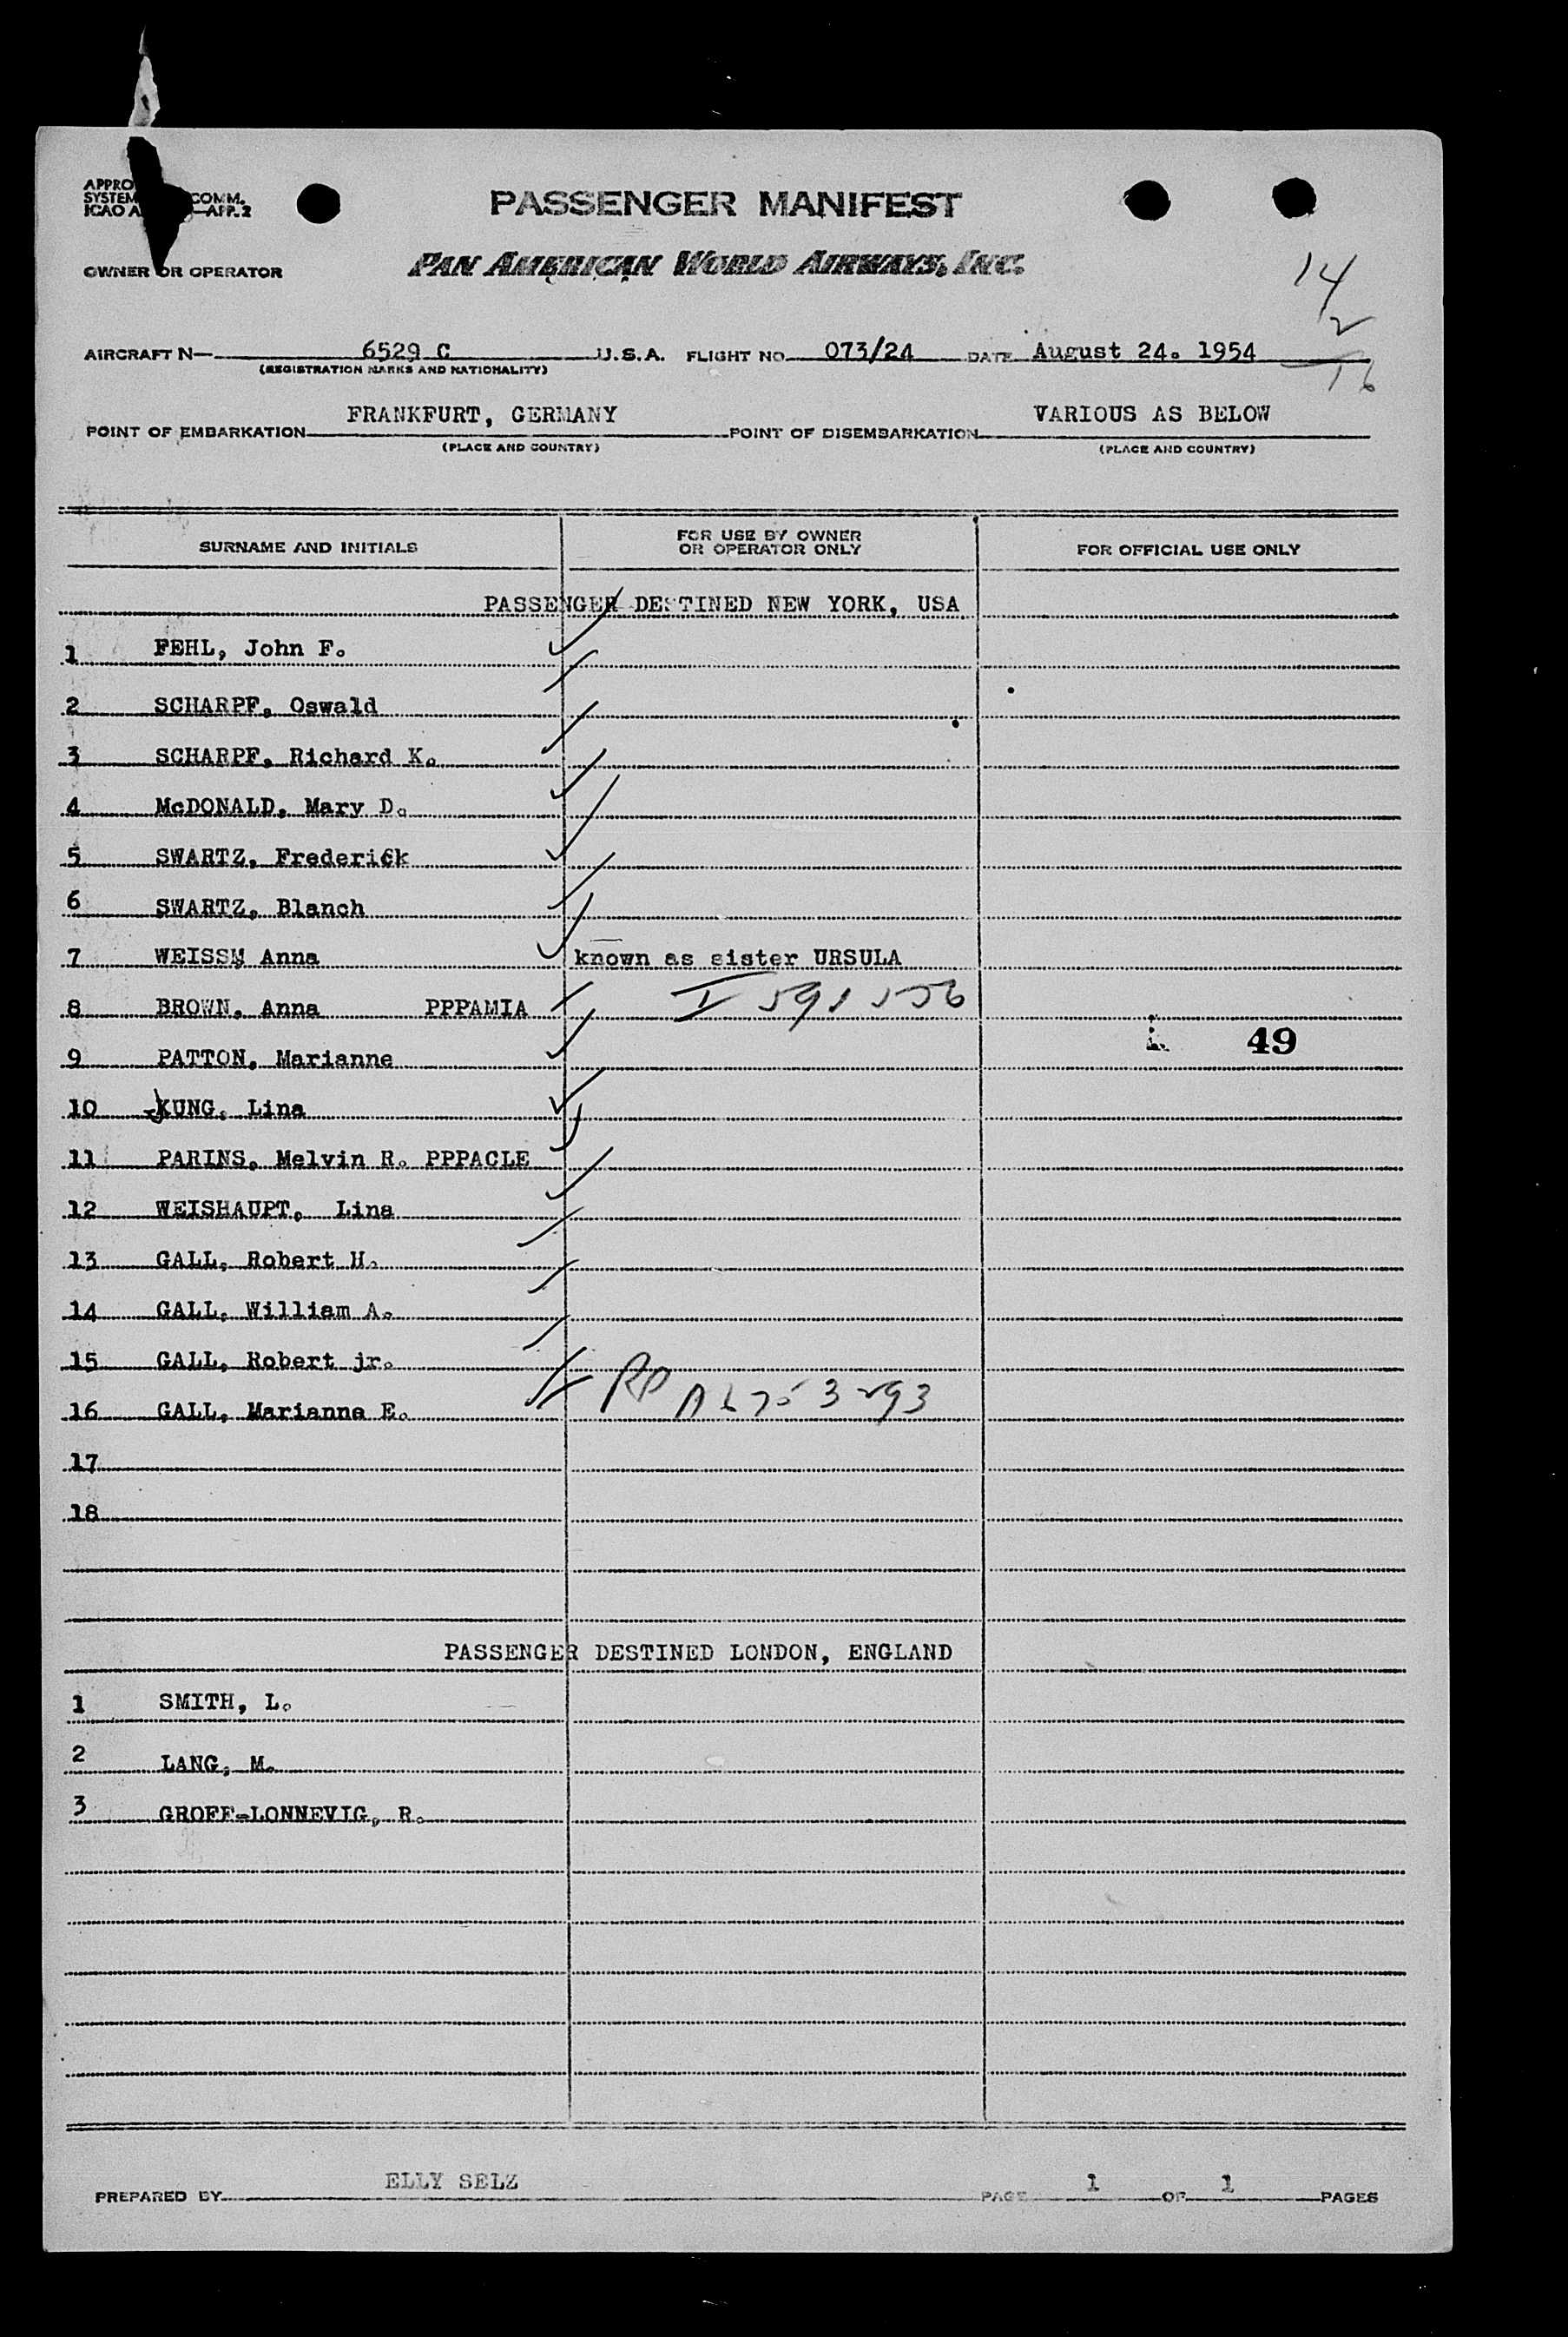 PASSENGER MANIFEST
OWNER OR OPERATOR PAN AMERICAN WORLD AIRWAYS, INC.
14
2
16
AIRCRAFT N— 6529 C U.S.A. FLIGHT NO. 073/24 DATE August 24. 1954
(REGISTRATION MARKS AND NATIONALITY)
POINT OF EMBARKATION FRANKFURT, GERMANY POINT OF DISEMBARKATION VARIOUS AS BELOW
(PLACE AND COUNTRY) (PLACE AND COUNTRY)
SURNAME AND INITIALS FOR USE BY OWNER OR OPERATOR ONLY FOR OFFICIAL USE ONLY
PASSENGER DESTINED NEW YORK, USA
1 FEHL, John F.
2 SCHARPF, Oswald
3 SCHARPF, Richard K.
4 McDONALD, Mary D.
5 SWARTZ, Frederick
6 SWARTZ, Blanch
7 WEISSM Anna known as sister URSULA
8 BROWN, Anna PPPAMIA I 591556
9 PATTON, Marianne 49
10 KUNG, Lina
11 PARINS, Melvin R. PPPACLE
12 WEISHAUPT, Lina
13 GALL, Robert H.
14 GALL, William A.
15 GALL, Robert jr.
16 GALL, Marianna E. RP A6753293
17
18
PASSENGER DESTINED LONDON, ENGLAND
1 SMITH, L.
2 LANG, M.
3 GROFF-LONNEVIG, R.
PREPARED BY ELLY SELZ PAGE 1 OF 1 PAGES